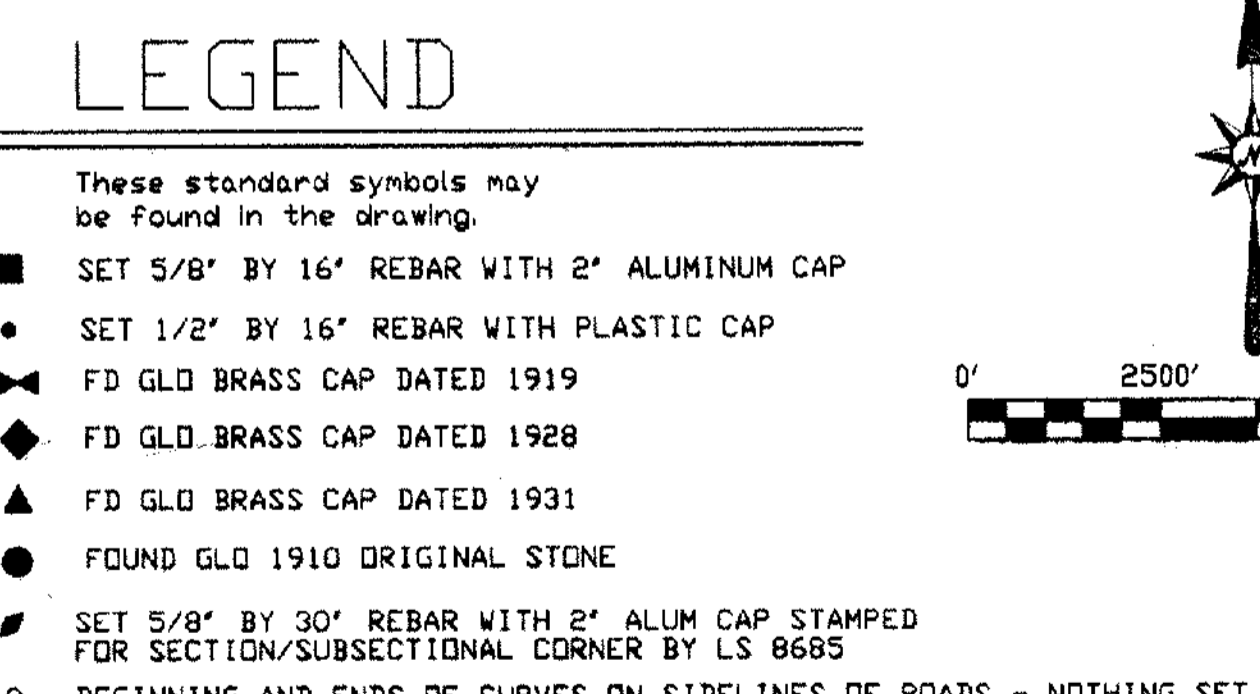 LEGEND
These standard symbols may
be found in the drawing.
SET 5/8" BY 16" REBAR WITH 2" ALUMINUM CAP
SET 1/2" BY 16" REBAR WITH PLASTIC CAP
FD GLO BRASS CAP DATED 1919
FD GLO BRASS CAP DATED 1928
FD GLO BRASS CAP DATED 1931
FOUND GLO 1910 ORIGINAL STONE
SET 5/8" BY 30" REBAR WITH 2" ALUM CAP STAMPED
FOR SECTION/SUBSECTIONAL CORNER BY LS 8685
BEGINNING AND ENDS OF CURVES ON SIDELINES OF ROADS - NOTHING SET
0' 2500'
N